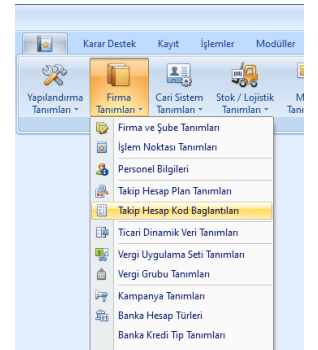 Karar Destek Kayıt İşlemler Modüller
Yapılandırma Tanımları
Firma Tanımları
Cari Sistem Tanımları
Stok / Lojistik Tanımları
Firma ve Şube Tanımları
İşlem Noktası Tanımları
Personel Bilgileri
Takip Hesap Plan Tanımları
Takip Hesap Kod Baglantıları
Ticari Dinamik Veri Tanımları
Vergi Uygulama Seti Tanımları
Vergi Grubu Tanımları
Kampanya Tanımları
Banka Hesap Türleri
Banka Kredi Tip Tanımları